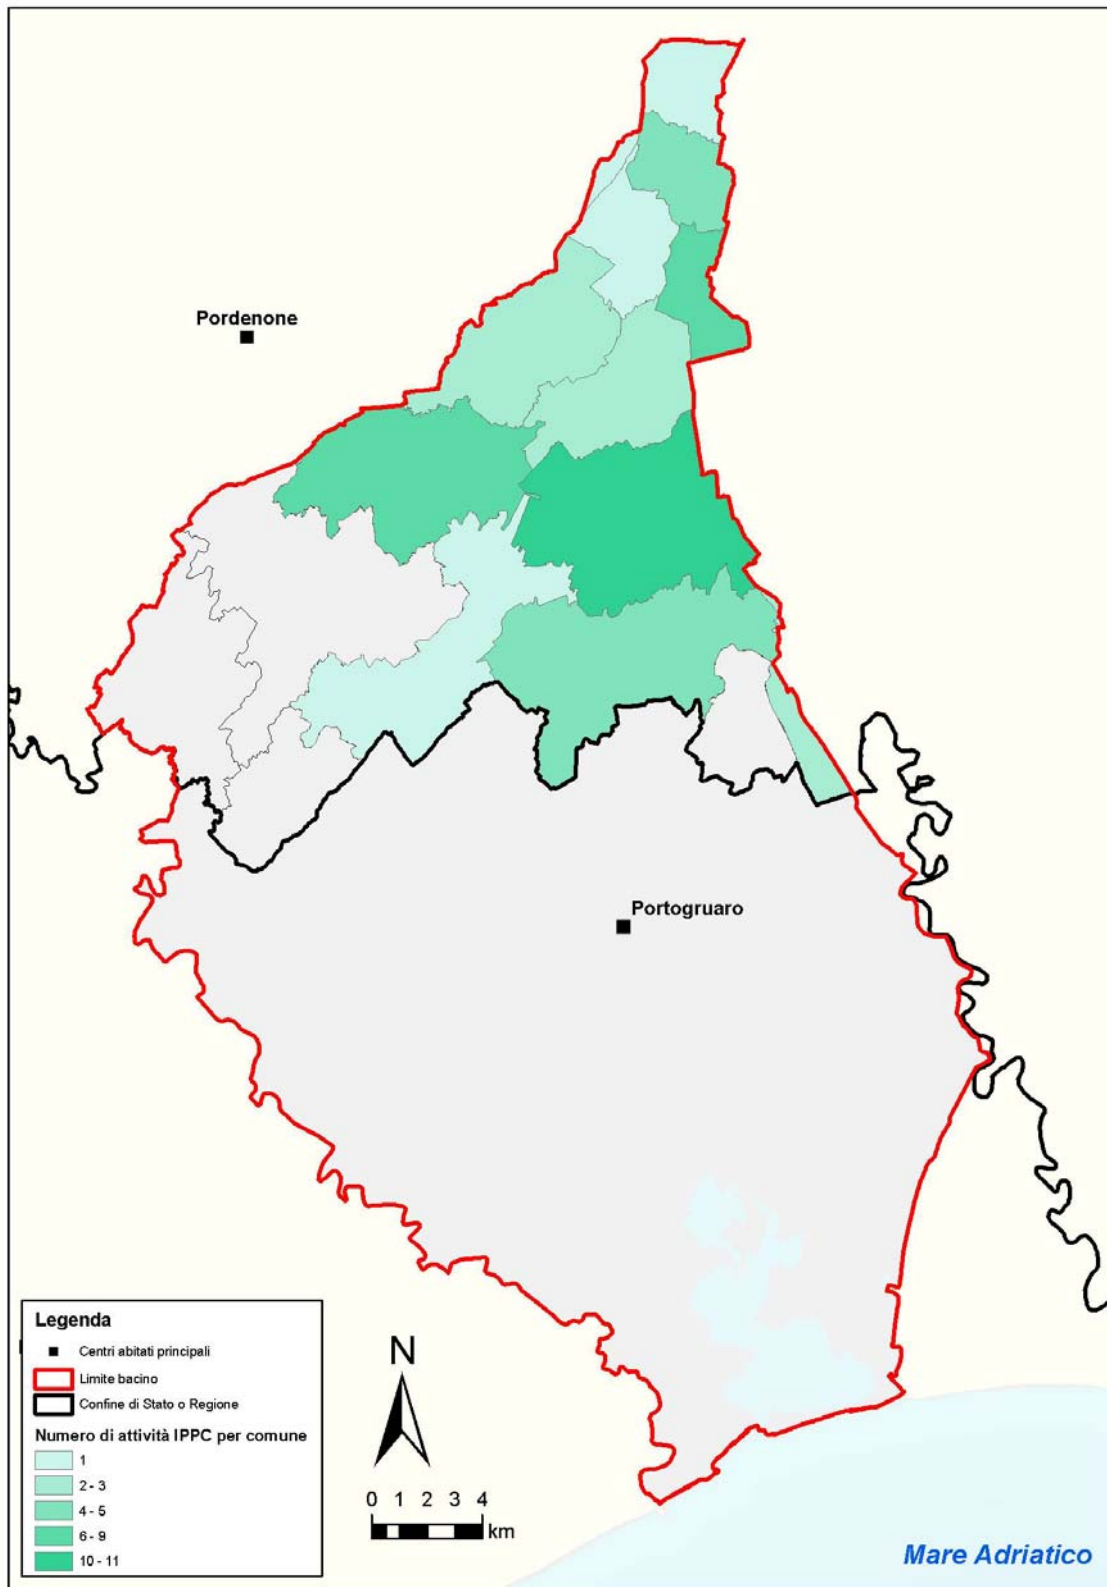 Pordenone
Portogruaro
Legenda
Centri abitati principali
Limite bacino
Confine di Stato o Regione
Numero di attività IPPC per comune
1
2 - 3
4 - 5
6 - 9
10 - 11
N
0 1 2 3 4
km
Mare Adriatico